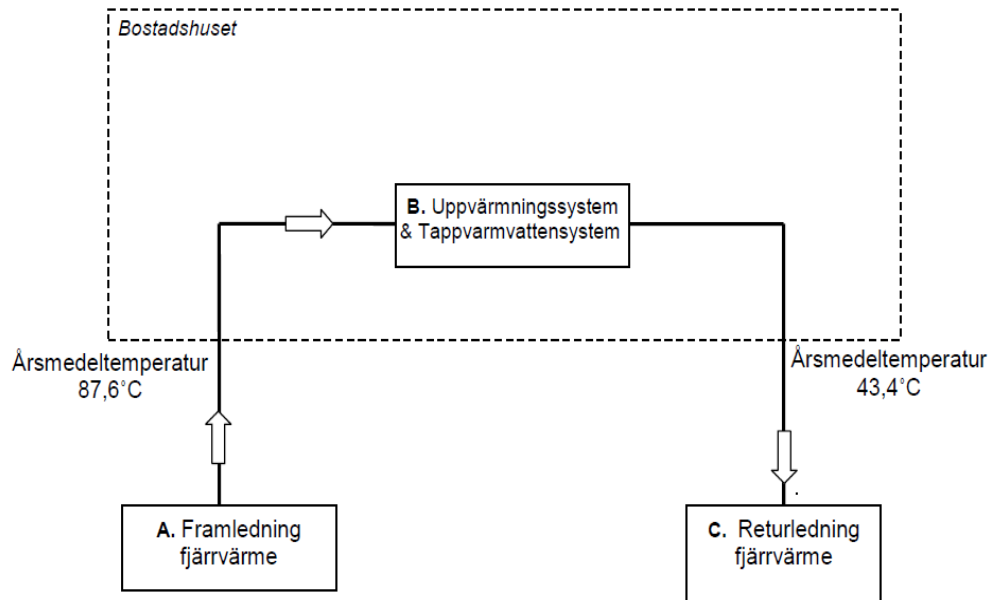 Bostadshuset
B. Uppvärmningssystem
& Tappvarmvattensystem
Årsmedeltemperatur
87,6°C
Årsmedeltemperatur
43,4°C
A. Framledning
fjärrvärme
C. Returledning
fjärrvärme